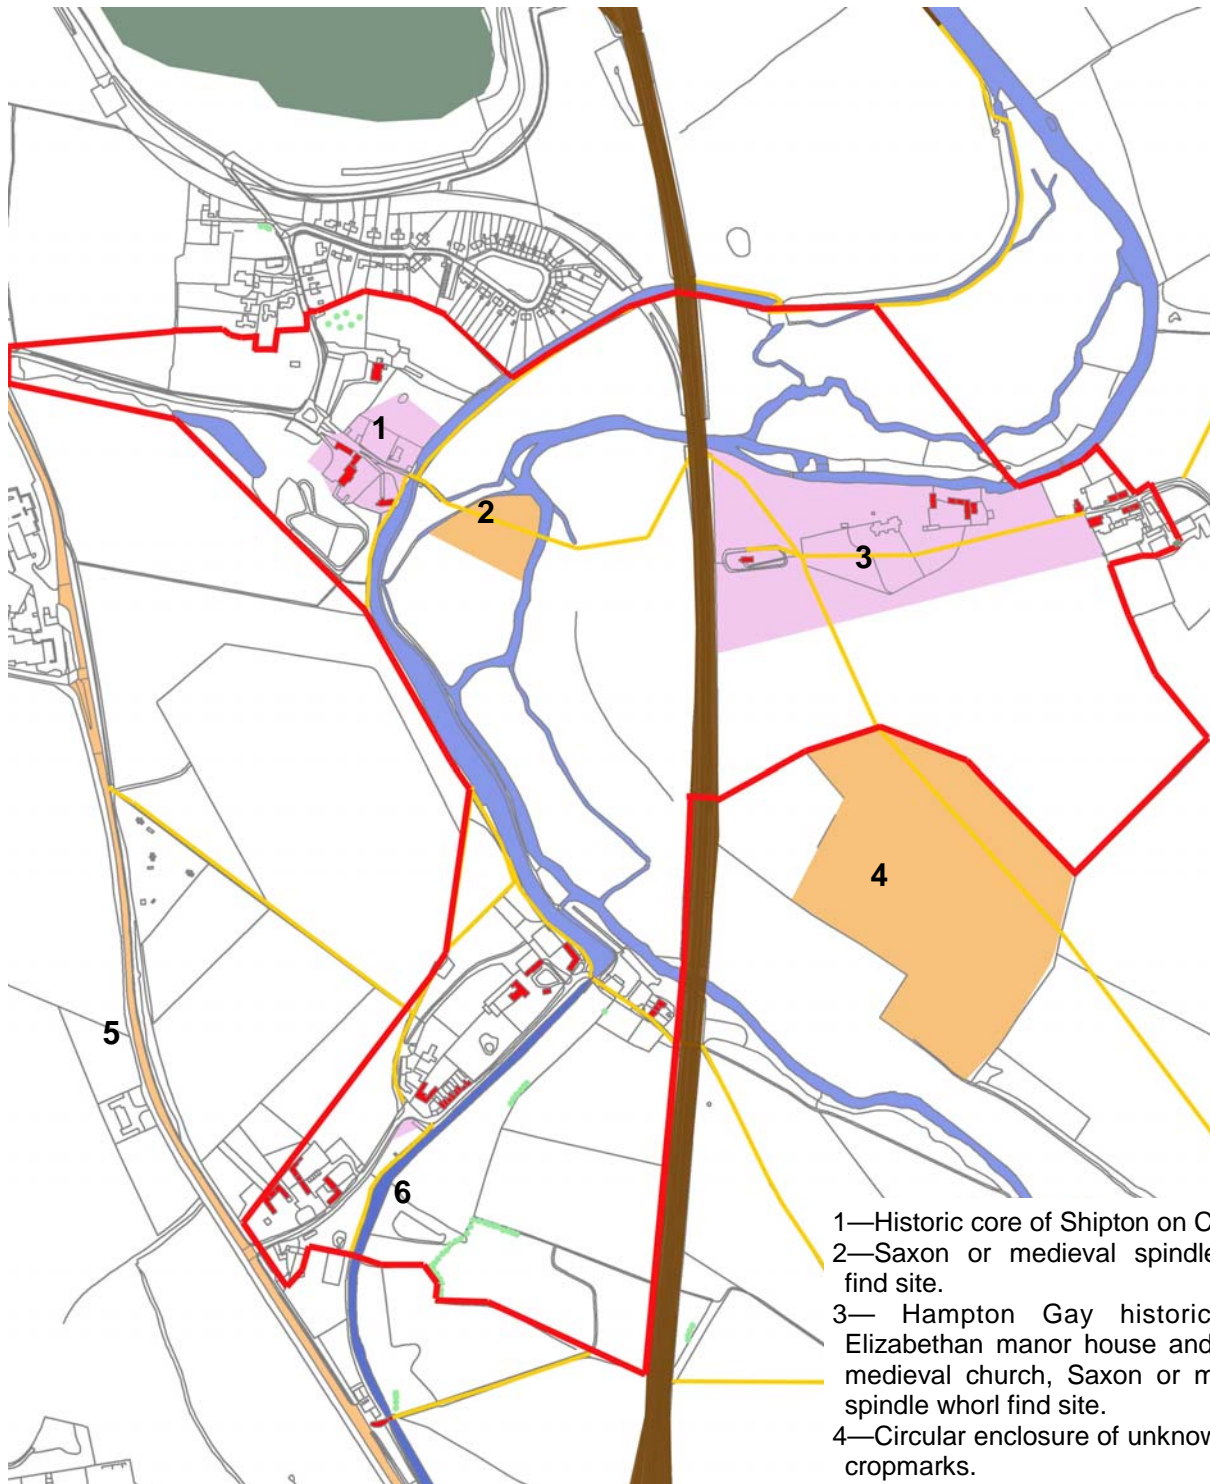 1
2
3
4
5
6
1—Historic core of Shipton on
2—Saxon or medieval spindle
find site.
3— Hampton Gay historic
Elizabethan manor house and
medieval church, Saxon or
spindle whorl find site.
4—Circular enclosure of
cropmarks.